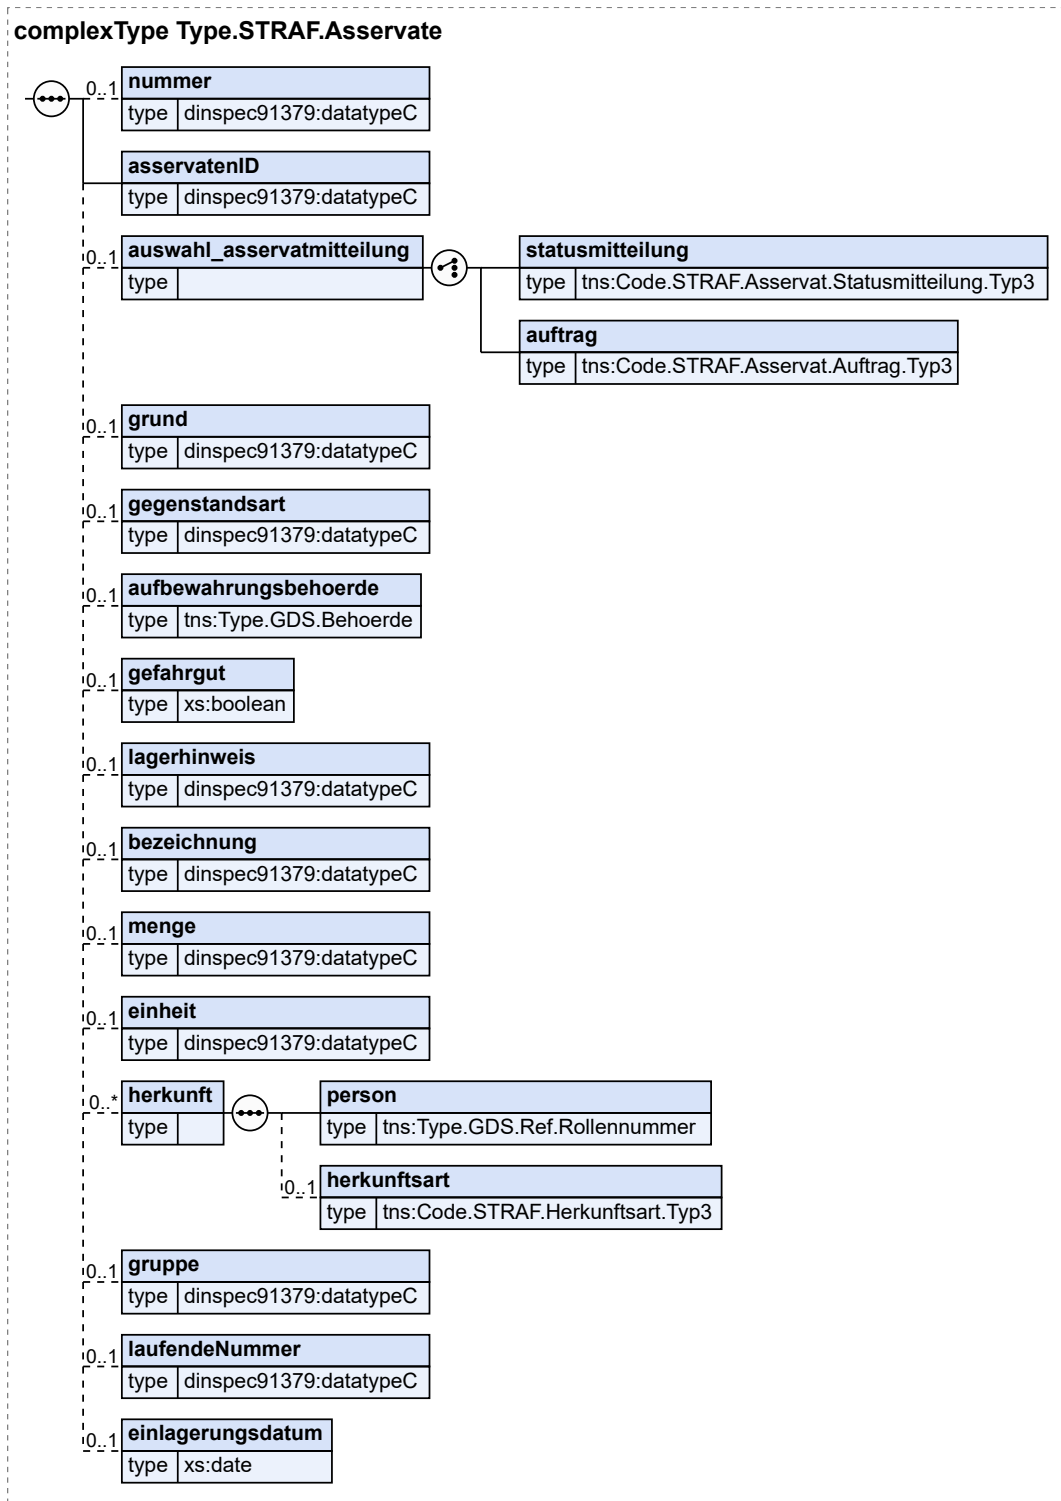 complexType Type.STRAF.Asservate
0..1
nummer
type dinspec91379:datatypeC
asservatenID
type dinspec91379:datatypeC
0..1
auswahl_asservatmitteilung
type
statusmitteilung
type tns:Code.STRAF.Asservat.Statusmitteilung.Typ3
auftrag
type tns:Code.STRAF.Asservat.Auftrag.Typ3
0..1
grund
type dinspec91379:datatypeC
0..1
gegenstandsart
type dinspec91379:datatypeC
0..1
aufbewahrungsbehoerde
type tns:Type.GDS.Behoerde
0..1
gefahrgut
type xs:boolean
0..1
lagerhinweis
type dinspec91379:datatypeC
0..1
bezeichnung
type dinspec91379:datatypeC
0..1
menge
type dinspec91379:datatypeC
0..1
einheit
type dinspec91379:datatypeC
0..*
herkunft
type
person
type tns:Type.GDS.Ref.Rollennummer
0..1
herkunftsart
type tns:Code.STRAF.Herkunftsart.Typ3
0..1
gruppe
type dinspec91379:datatypeC
0..1
laufendeNummer
type dinspec91379:datatypeC
0..1
einlagerungsdatum
type xs:date